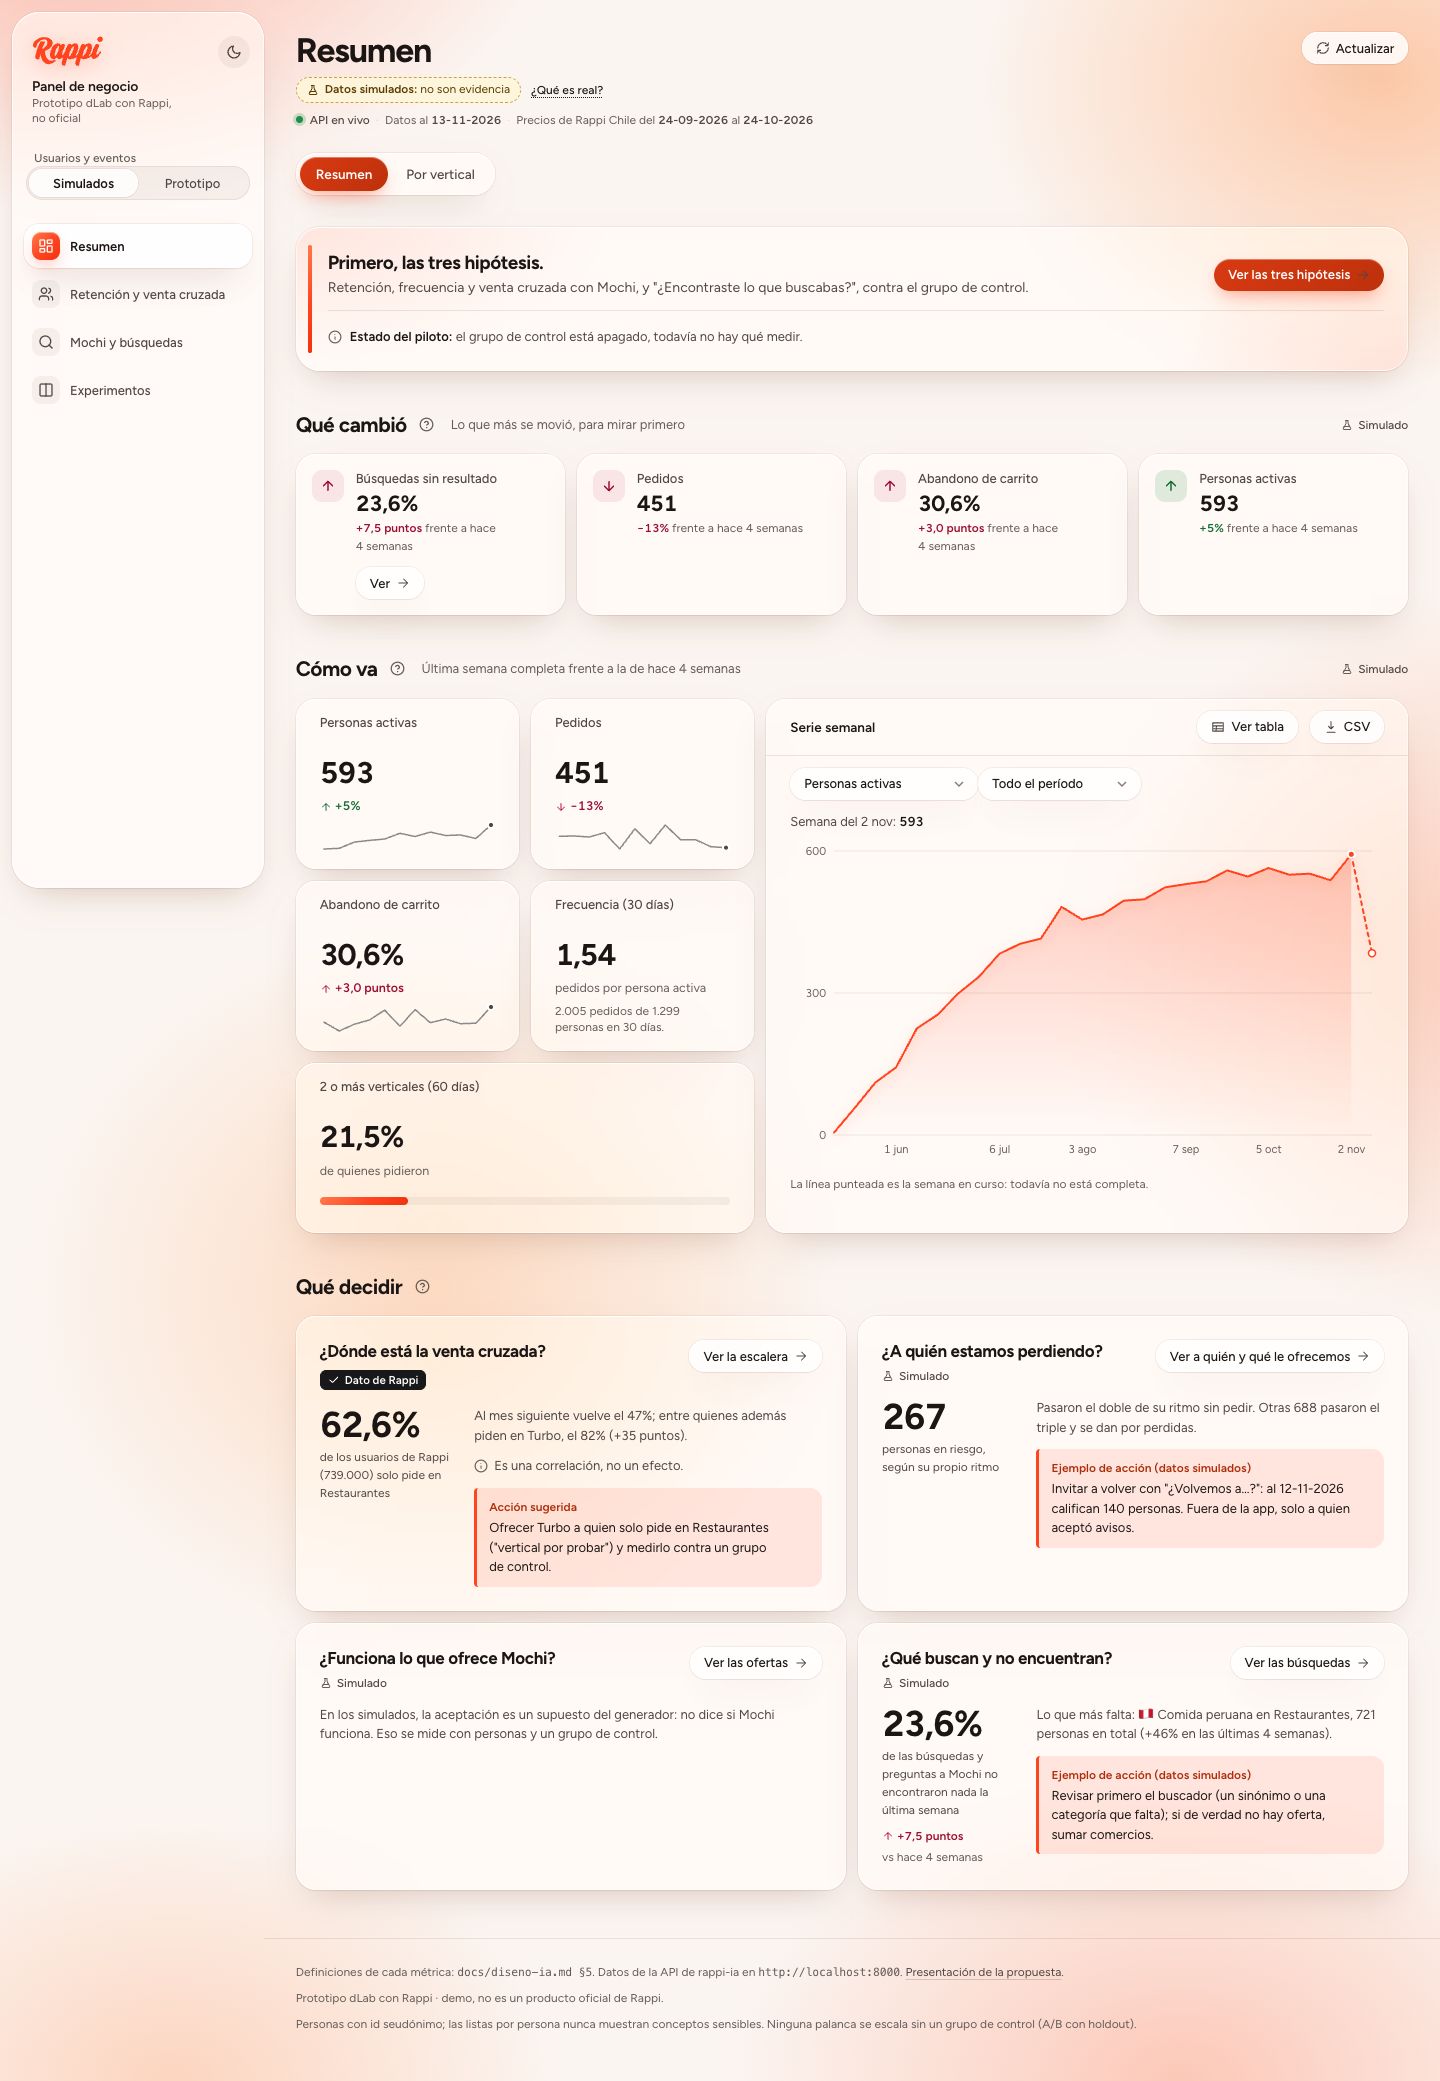 Rappi
Panel de negocio
Prototipo dLab con Rappi,
no oficial
Usuarios y eventos
Simulados
Prototipo
Resumen
Retención y venta cruzada
Mochi y búsquedas
Experimentos
Resumen
Actualizar
Datos simulados: no son evidencia
¿Qué es real?
API en vivo · Datos al 13-11-2026 · Precios de Rappi Chile del 24-09-2026 al 24-10-2026
Resumen
Por vertical
Primero, las tres hipótesis.
Retención, frecuencia y venta cruzada con Mochi, y "¿Encontraste lo que buscabas?", contra el grupo de control.
Ver las tres hipótesis →
Estado del piloto: el grupo de control está apagado, todavía no hay qué medir.
Qué cambió
Lo que más se movió, para mirar primero
Simulado
Búsquedas sin resultado
23,6%
+7,5 puntos frente a hace
4 semanas
Ver →
Pedidos
451
−13% frente a hace 4 semanas
Abandono de carrito
30,6%
+3,0 puntos frente a hace
4 semanas
Personas activas
593
+5% frente a hace 4 semanas
Cómo va
Última semana completa frente a la de hace 4 semanas
Simulado
Personas activas
593
↑ +5%
Pedidos
451
↓ −13%
Abandono de carrito
30,6%
↑ +3,0 puntos
Frecuencia (30 días)
1,54
pedidos por persona activa
2.005 pedidos de 1.299
personas en 30 días.
2 o más verticales (60 días)
21,5%
de quienes pidieron
Serie semanal
Ver tabla
CSV
Personas activas
Todo el período
Semana del 2 nov: 593
600
300
0
1 jun
6 jul
3 ago
7 sep
5 oct
2 nov
La línea punteada es la semana en curso: todavía no está completa.
Qué decidir
¿Dónde está la venta cruzada?
Ver la escalera →
Dato de Rappi
62,6%
de los usuarios de Rappi
(739.000) solo pide en
Restaurantes
Al mes siguiente vuelve el 47%; entre quienes además
piden en Turbo, el 82% (+35 puntos).
Es una correlación, no un efecto.
Acción sugerida
Ofrecer Turbo a quien solo pide en Restaurantes
("vertical por probar") y medirlo contra un grupo
de control.
¿A quién estamos perdiendo?
Ver a quién y qué le ofrecemos →
Simulado
267
personas en riesgo,
según su propio ritmo
Pasaron el doble de su ritmo sin pedir. Otras 688 pasaron el
triple y se dan por perdidas.
Ejemplo de acción (datos simulados)
Invitar a volver con "¿Volvemos a...?": al 12-11-2026
califican 140 personas. Fuera de la app, solo a quien
aceptó avisos.
¿Funciona lo que ofrece Mochi?
Ver las ofertas →
Simulado
En los simulados, la aceptación es un supuesto del generador: no dice si Mochi
funciona. Eso se mide con personas y un grupo de control.
¿Qué buscan y no encuentran?
Ver las búsquedas →
Simulado
23,6%
de las búsquedas y
preguntas a Mochi no
encontraron nada la
última semana
↑ +7,5 puntos
vs hace 4 semanas
Lo que más falta: 🇵🇪 Comida peruana en Restaurantes, 721
personas en total (+46% en las últimas 4 semanas).
Ejemplo de acción (datos simulados)
Revisar primero el buscador (un sinónimo o una
categoría que falta); si de verdad no hay oferta,
sumar comercios.
Definiciones de cada métrica: docs/diseno-ia.md §5. Datos de la API de rappi-ia en http://localhost:8000. Presentación de la propuesta.
Prototipo dLab con Rappi · demo, no es un producto oficial de Rappi.
Personas con id seudónimo; las listas por persona nunca muestran conceptos sensibles. Ninguna palanca se escala sin un grupo de control (A/B con holdout).